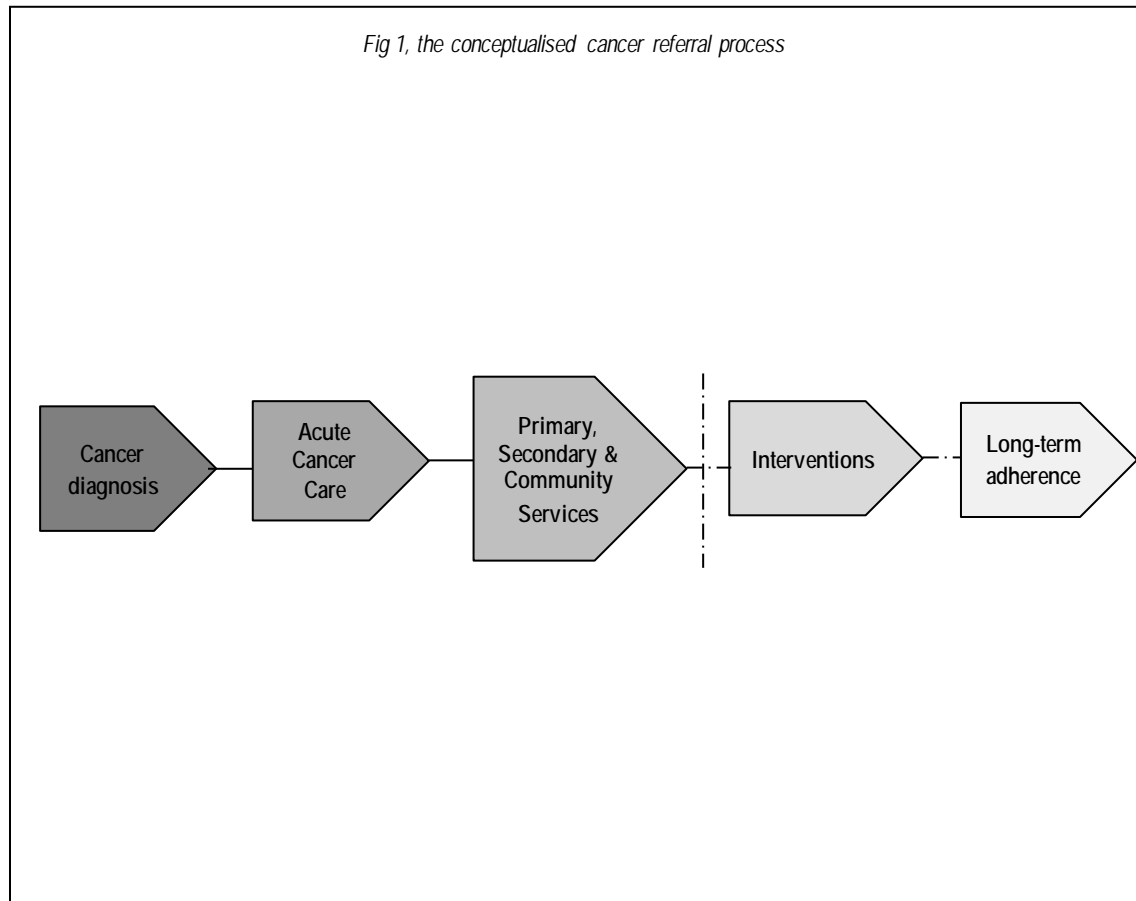 Fig 1, the conceptualised cancer referral process
Cancer
diagnosis
Acute
Cancer
Care
Primary,
Secondary &
Community
Services
Interventions
Long-term
adherence